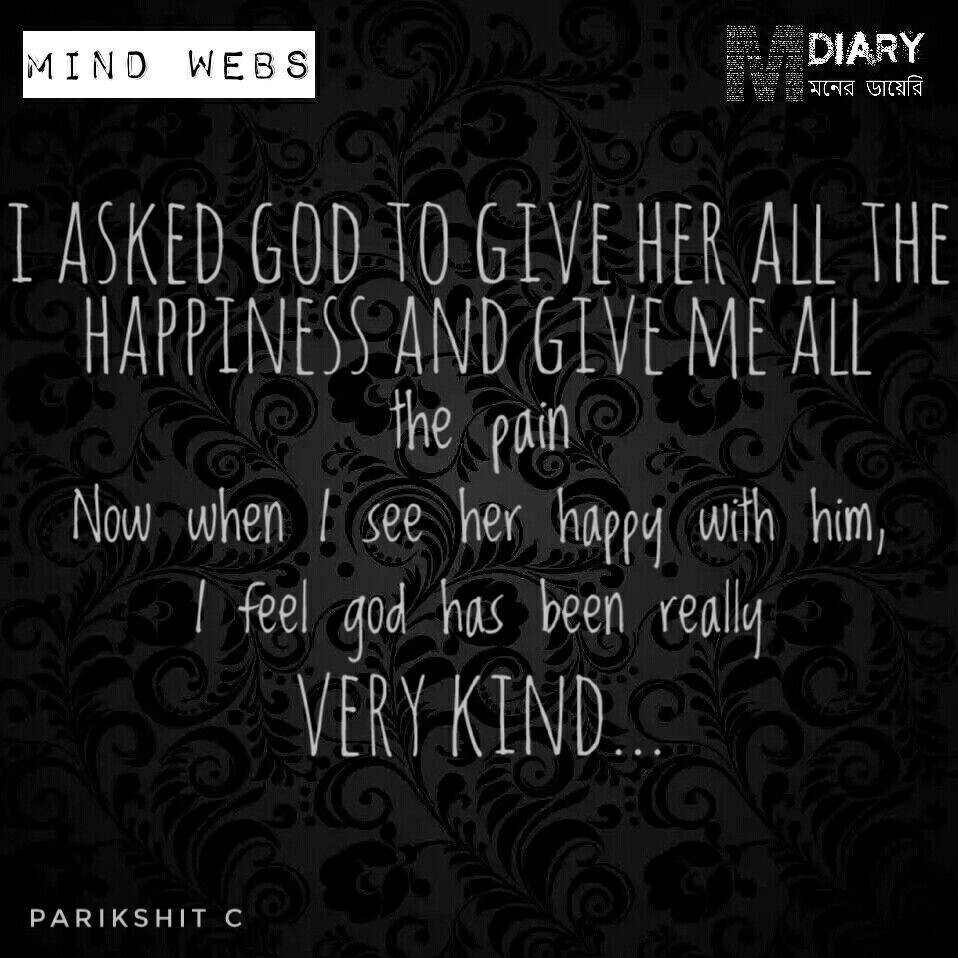 MIND WEBS
M DIARY
মনের ডায়েরি
I ASKED GOD TO GIVE HER ALL THE
HAPPINESS AND GIVE ME ALL
the pain
Now when I see her happy with him,
I feel god has been really
VERY KIND...
PARIKSHIT C